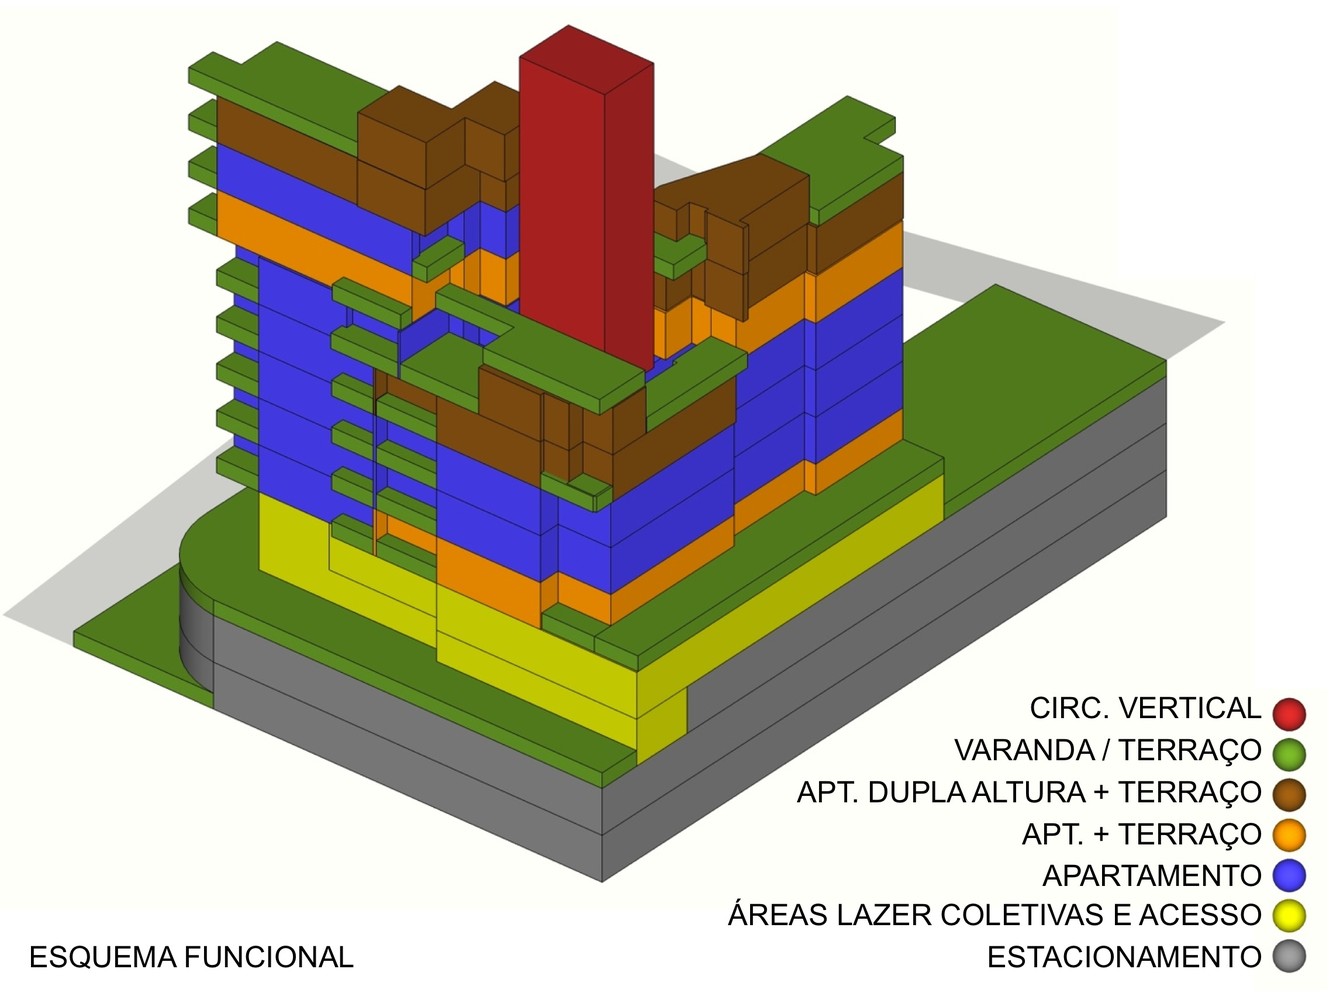 CIRC. VERTICAL
VARANDA / TERRAÇO
APT. DUPLA ALTURA + TERRAÇO
APT. + TERRAÇO
APARTAMENTO
ÁREAS LAZER COLETIVAS E ACESSO
ESQUEMA FUNCIONAL
ESTACIONAMENTO